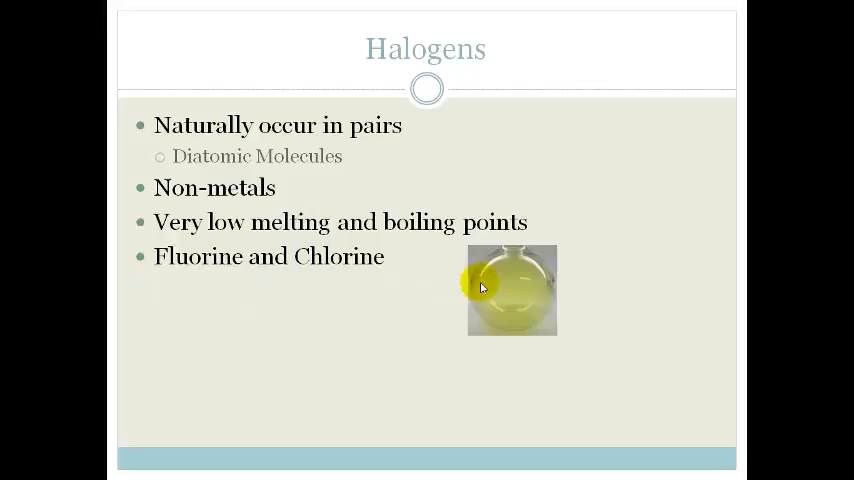 Halogens
Naturally occur in pairs
Diatomic Molecules
Non-metals
Very low melting and boiling points
Fluorine and Chlorine